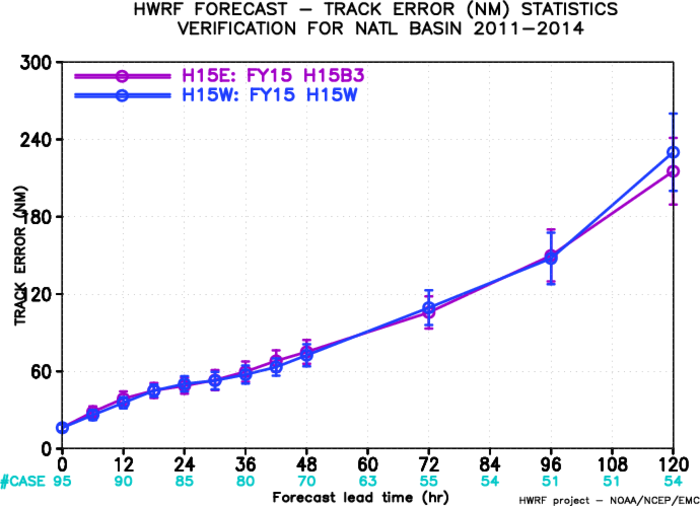 HWRF FORECAST – TRACK ERROR (NM) STATISTICS
VERIFICATION FOR NATL BASIN 2011–2014
H15E: FY15 H15B3
H15W: FY15 H15W
TRACK ERROR (NM)
300
240
180
120
60
0
0 12 24 36 48 60 72 84 96 108 120
#CASE 95 90 85 80 70 63 55 54 51 51 54
Forecast lead time (hr)
HWRF project – NOAA/NCEP/EMC